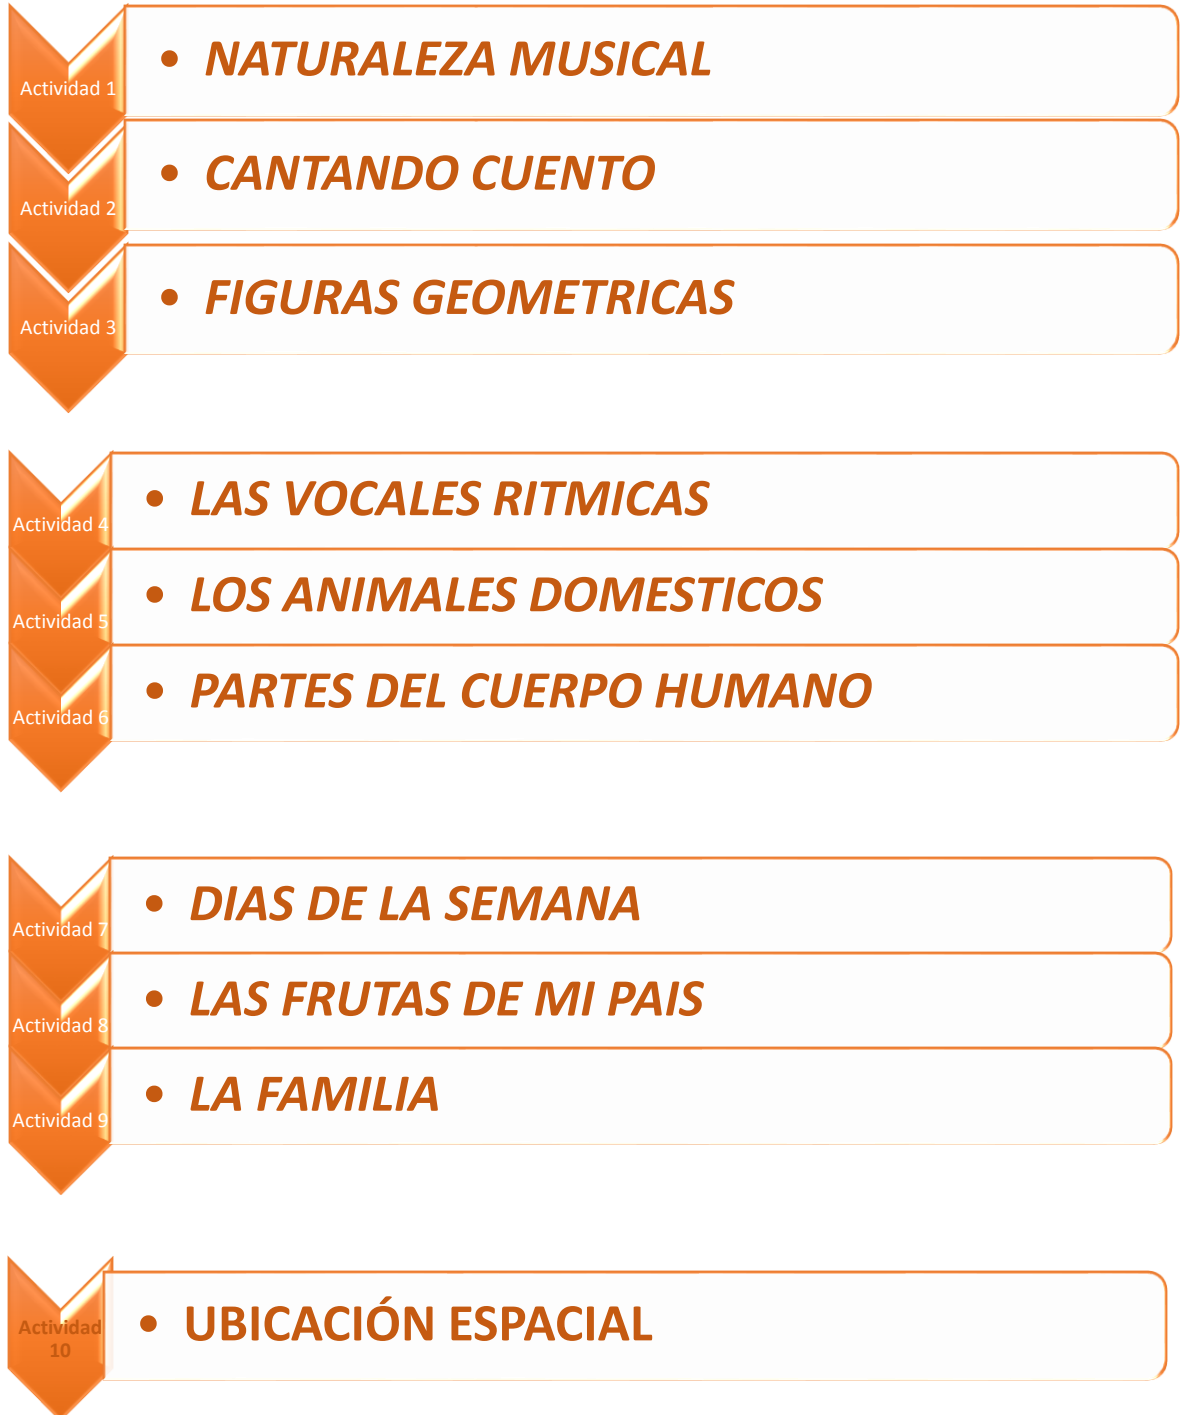 Actividad 1
• NATURALEZA MUSICAL
Actividad 2
• CANTANDO CUENTO
Actividad 3
• FIGURAS GEOMETRICAS
Actividad 4
• LAS VOCALES RITMICAS
Actividad 5
• LOS ANIMALES DOMESTICOS
Actividad 6
• PARTES DEL CUERPO HUMANO
Actividad 7
• DIAS DE LA SEMANA
Actividad 8
• LAS FRUTAS DE MI PAIS
Actividad 9
• LA FAMILIA
Actividad
10
• UBICACIÓN ESPACIAL